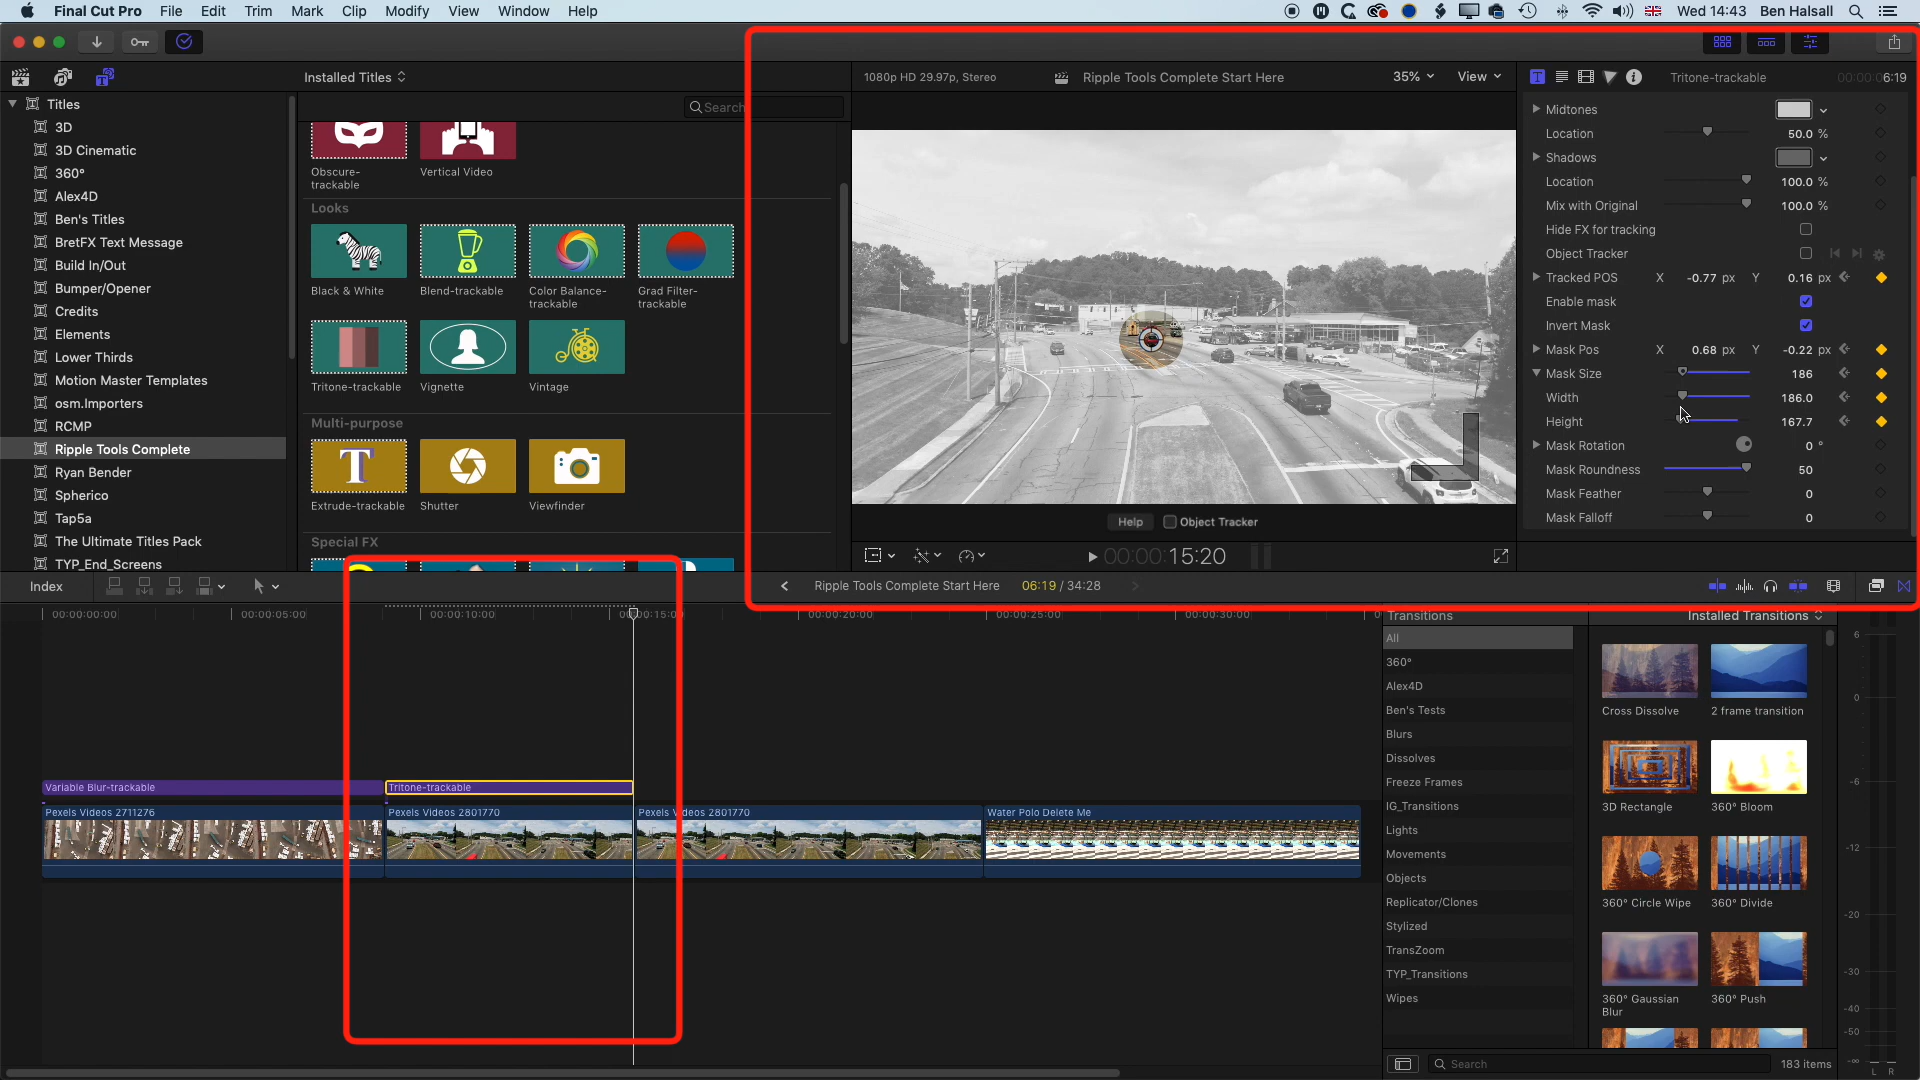 Final Cut Pro File Edit Trim Mark Clip Modify View Window Help Wed 14:43 Ben Halsall
Installed Titles
Search
1080p HD 29.97p, Stereo Ripple Tools Complete Start Here 35% View
Tritone-trackable 00:00:06:19
Titles
3D
3D Cinematic
360°
Alex4D
Ben's Titles
BretFX Text Message
Build In/Out
Bumper/Opener
Credits
Elements
Lower Thirds
Motion Master Templates
osm.Importers
RCMP
Ripple Tools Complete
Ryan Bender
Spherico
Tap5a
The Ultimate Titles Pack
TYP_End_Screens
Obscure-
trackable
Vertical Video
Looks
Black & White
Blend-trackable
Color Balance-
trackable
Grad Filter-
trackable
Tritone-trackable
Vignette
Vintage
Multi-purpose
T
Extrude-trackable
Shutter
Viewfinder
Special FX
Help Object Tracker
00:00:15:20
Midtones
Location 50.0 %
Shadows
Location 100.0 %
Mix with Original 100.0 %
Hide FX for tracking
Object Tracker
Tracked POS X -0.77 px Y 0.16 px
Enable mask
Invert Mask
Mask Pos X 0.68 px Y -0.22 px
Mask Size 186
Width 186.0
Height 167.7
Mask Rotation 0 °
Mask Roundness 50
Mask Feather 0
Mask Falloff 0
Index
Ripple Tools Complete Start Here 06:19 / 34:28
00:00:00:00 00:00:05:00 00:00:10:00 00:00:15:00 00:00:20:00 00:00:25:00 00:00:30:00
Variable Blur-trackable
Tritone-trackable
Pexels Videos 2711276
Pexels Videos 2801770
Pexels Videos 2801770
Water Polo Delete Me
Transitions
Installed Transitions
All
360°
Alex4D
Ben's Tests
Blurs
Dissolves
Freeze Frames
IG_Transitions
Lights
Movements
Objects
Replicator/Clones
Stylized
TransZoom
TYP_Transitions
Wipes
Cross Dissolve
2 frame transition
3D Rectangle
360° Bloom
360° Circle Wipe
360° Divide
360° Gaussian
Blur
360° Push
Search
183 items
6
0
-6
-12
-20
-30
-40
-50
-∞
L R